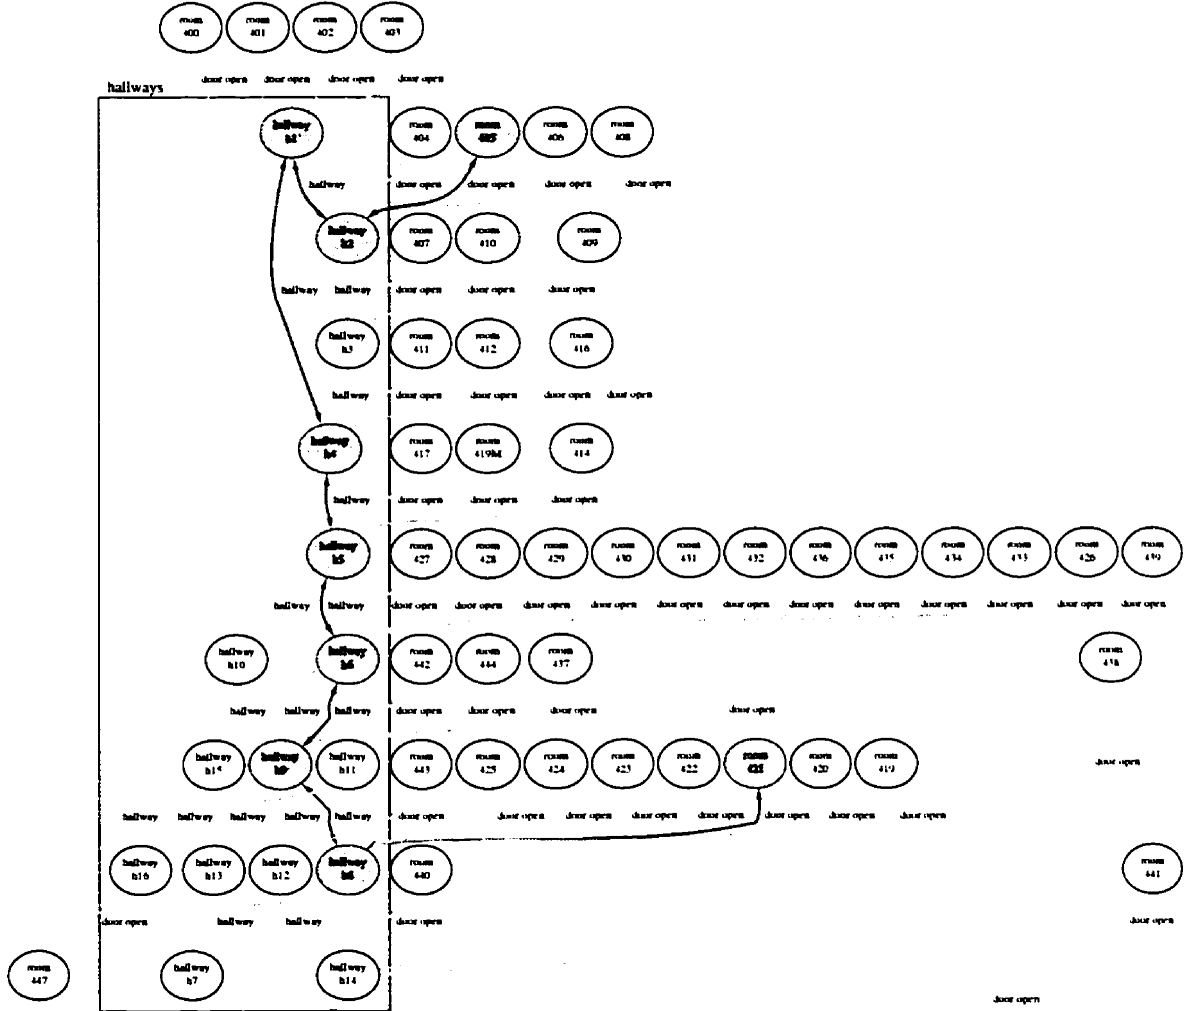 room room room room
400 401 402 403
door open door open door open door open
hallways
hallway room room room room
h1 404 405 406 408
hallway door open door open door open door open
hallway room room room
h2 407 410 409
hallway hallway door open door open door open
hallway room room room
h3 411 412 416
hallway door open door open door open door open
hallway room room room
h4 417 419M 414
hallway door open door open door open
hallway room room room room room room room room room room room room
h5 427 428 429 430 431 432 436 435 434 433 426 439
hallway hallway door open door open door open door open door open door open door open door open door open door open door open door open
hallway hallway room room room room
h10 h6 442 444 437 438
hallway hallway hallway door open door open door open door open
hallway hallway hallway room room room room room room room room
h15 h9 h11 443 425 424 423 422 421 420 419
door open
hallway hallway hallway hallway hallway door open door open door open door open door open door open door open door open
hallway hallway hallway hallway room room
h16 h13 h12 h8 440 441
door open hallway hallway door open door open
room hallway hallway
447 h7 h14
door open